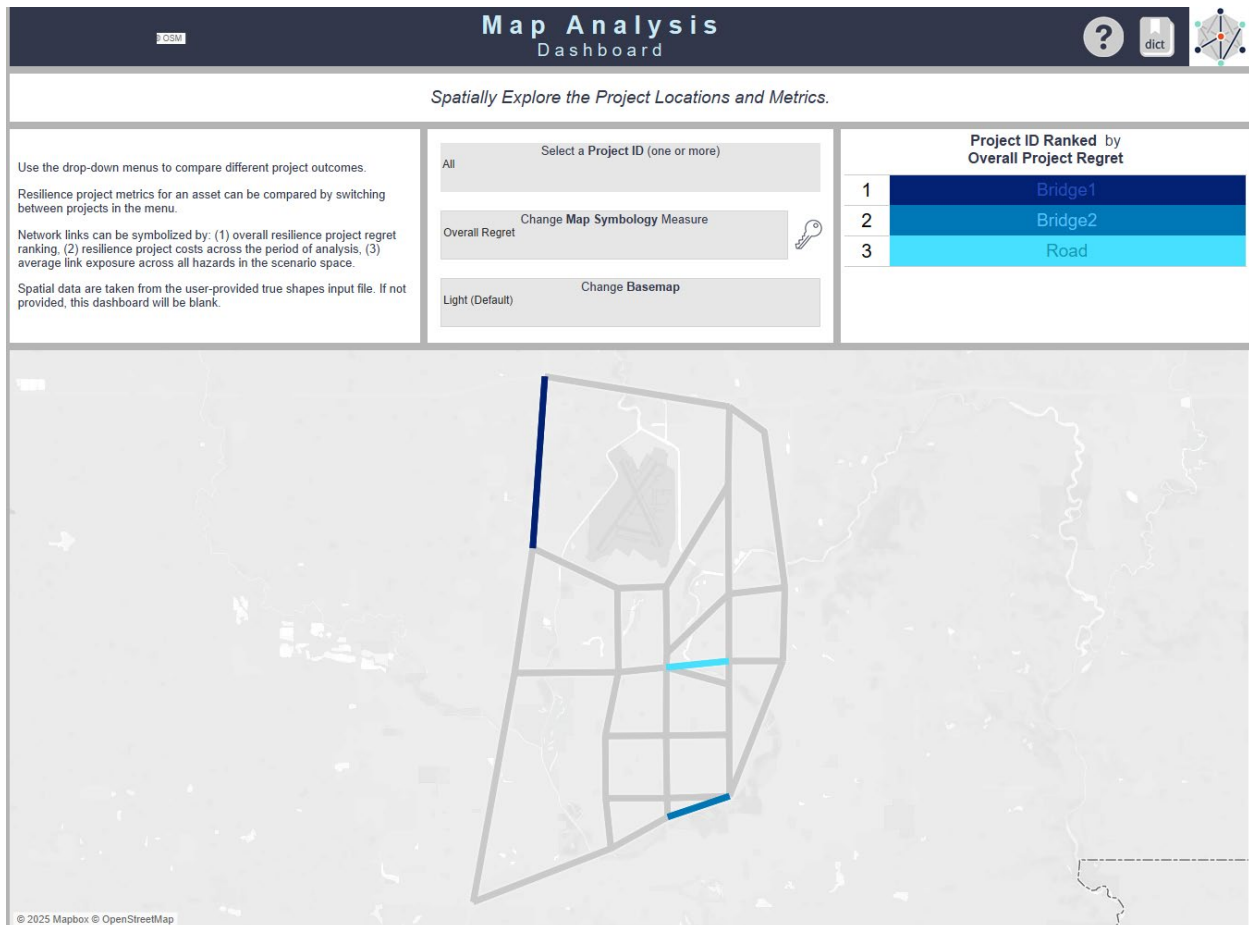 OSM
Map Analysis
Dashboard
?
dict
Spatially Explore the Project Locations and Metrics.
Use the drop-down menus to compare different project outcomes.
Resilience project metrics for an asset can be compared by switching
between projects in the menu.
Network links can be symbolized by: (1) overall resilience project regret
ranking, (2) resilience project costs across the period of analysis, (3)
average link exposure across all hazards in the scenario space.
Spatial data are taken from the user-provided true shapes input file. If not
provided, this dashboard will be blank.
Select a Project ID (one or more)
All
Change Map Symbology Measure
Overall Regret
Change Basemap
Light (Default)
Project ID Ranked by
Overall Project Regret
1 Bridge1
2 Bridge2
3 Road
© 2025 Mapbox © OpenStreetMap